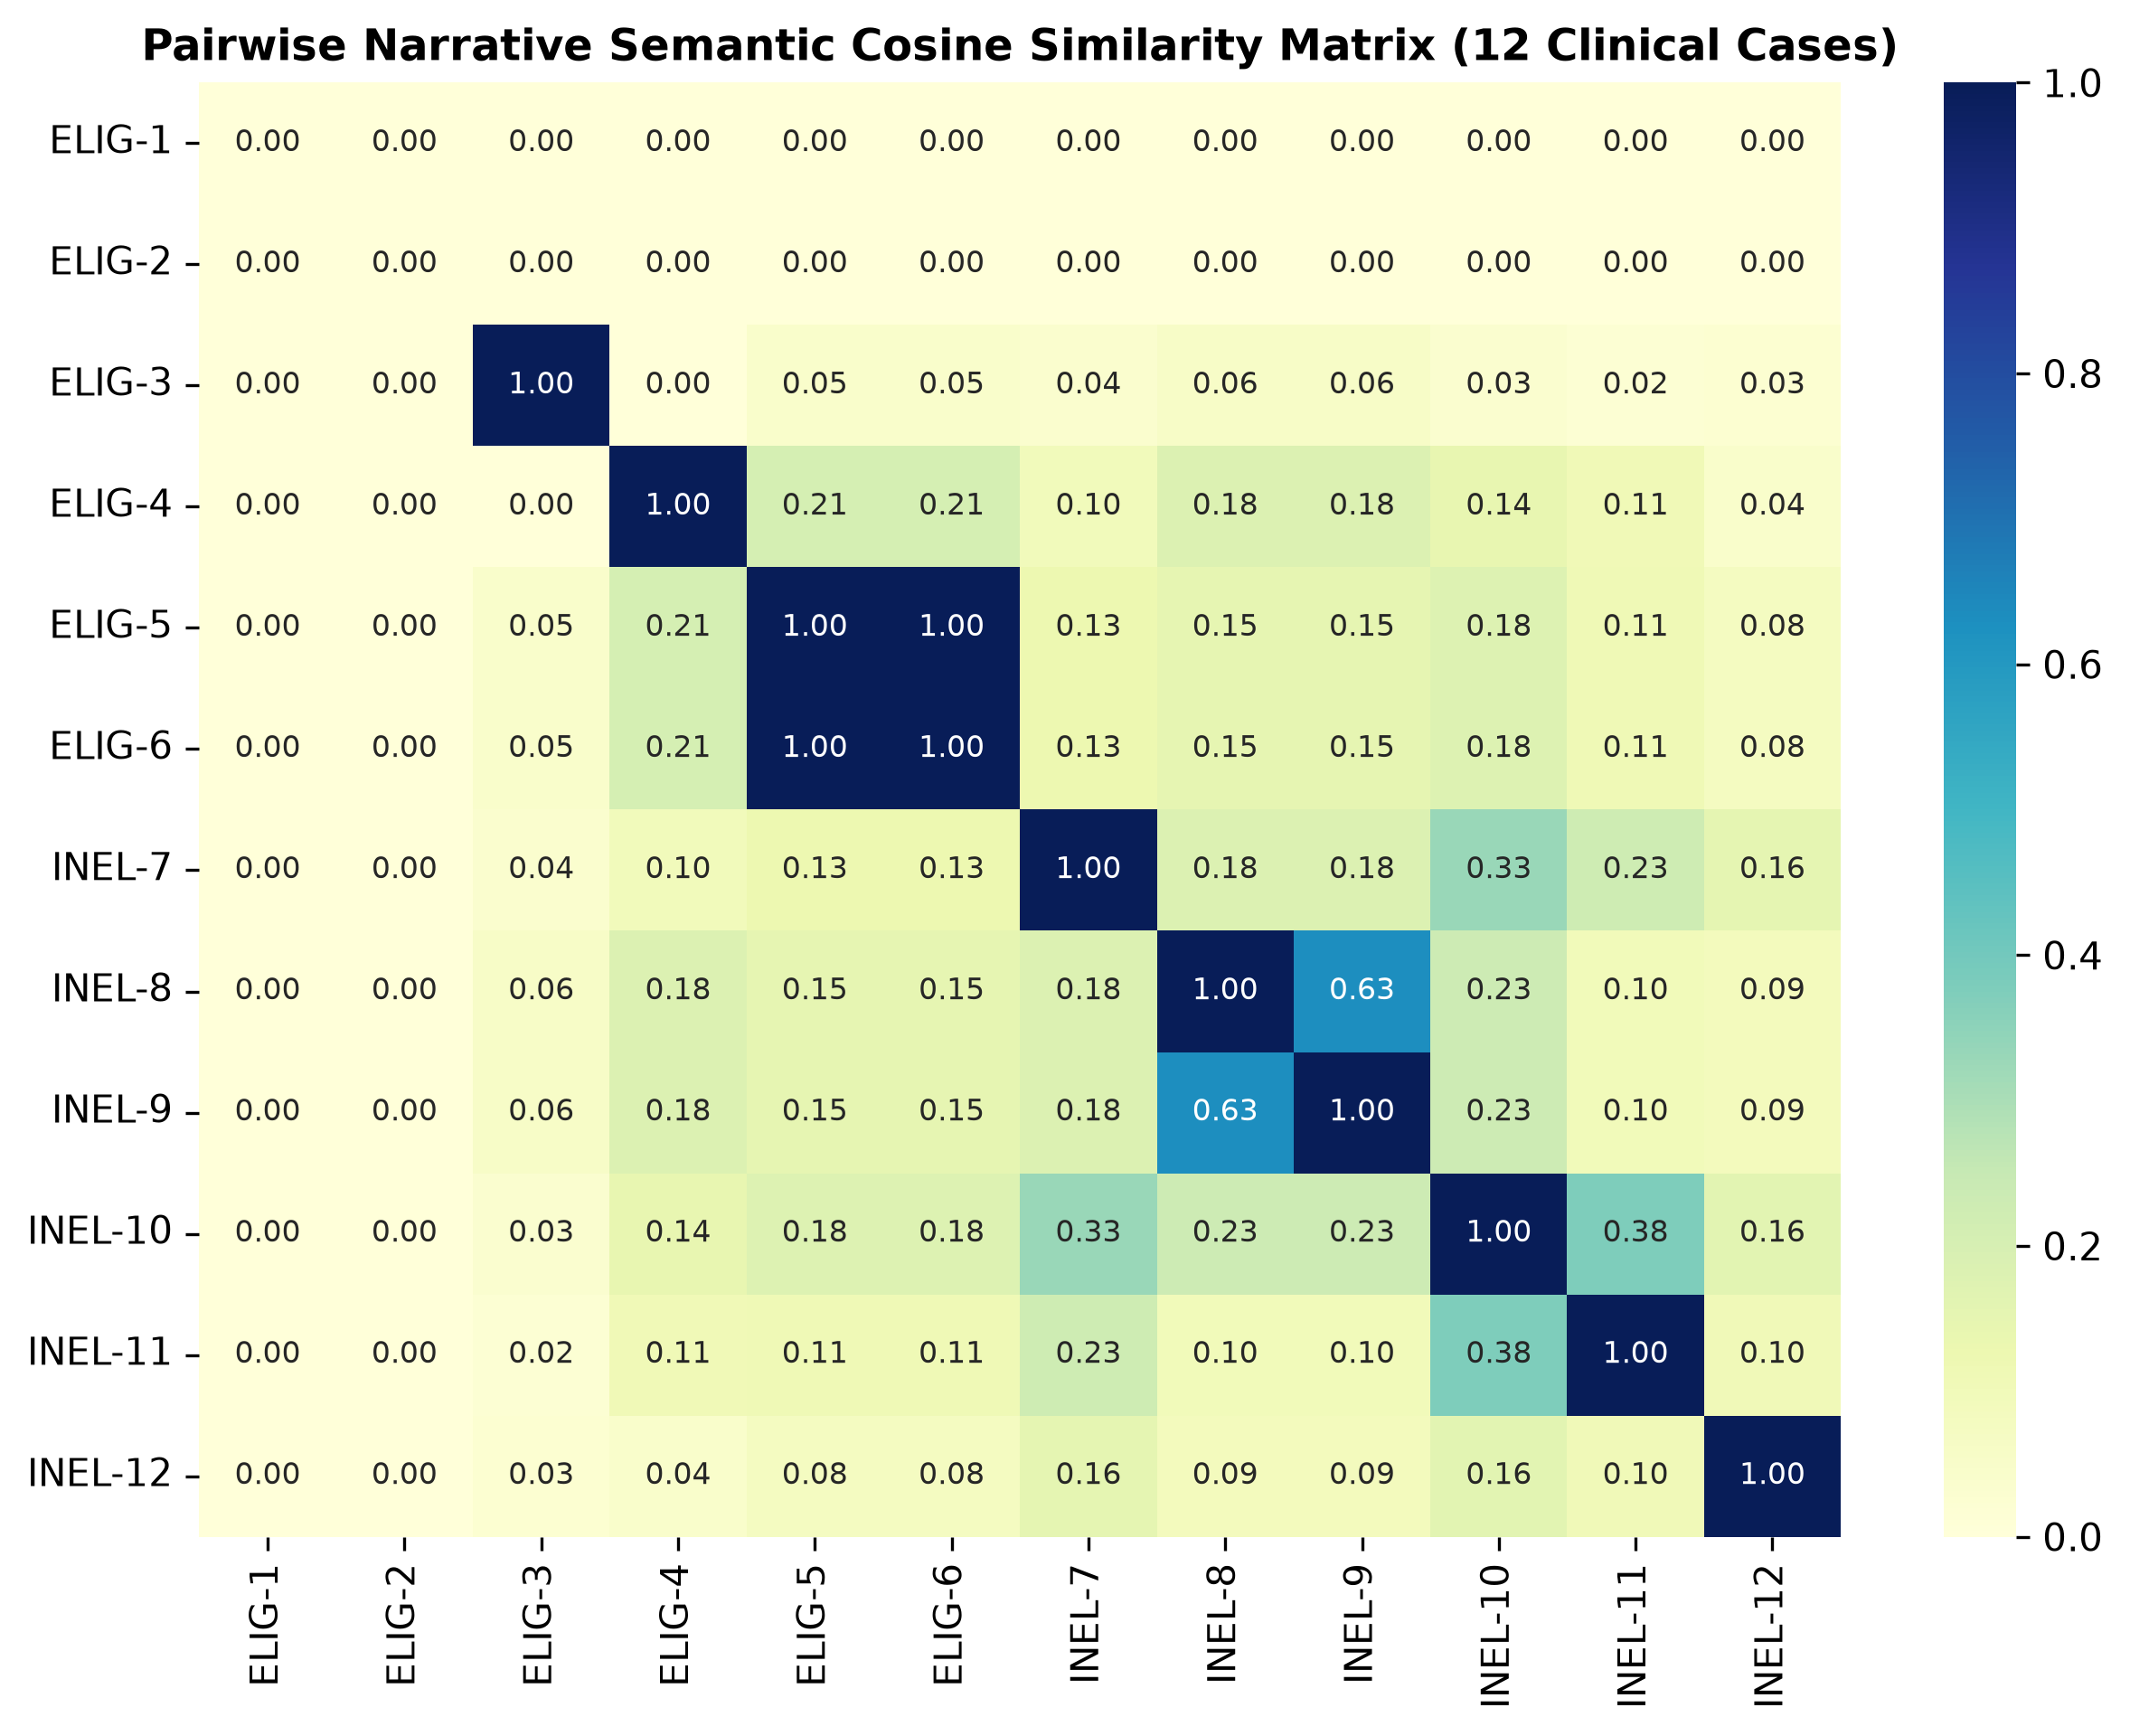 Pairwise Narrative Semantic Cosine Similarity Matrix (12 Clinical Cases)
ELIG-1 0.00 0.00 0.00 0.00 0.00 0.00 0.00 0.00 0.00 0.00 0.00 0.00
ELIG-2 0.00 0.00 0.00 0.00 0.00 0.00 0.00 0.00 0.00 0.00 0.00 0.00
ELIG-3 0.00 0.00 1.00 0.00 0.05 0.05 0.04 0.06 0.06 0.03 0.02 0.03
ELIG-4 0.00 0.00 0.00 1.00 0.21 0.21 0.10 0.18 0.18 0.14 0.11 0.04
ELIG-5 0.00 0.00 0.05 0.21 1.00 1.00 0.13 0.15 0.15 0.18 0.11 0.08
ELIG-6 0.00 0.00 0.05 0.21 1.00 1.00 0.13 0.15 0.15 0.18 0.11 0.08
INEL-7 0.00 0.00 0.04 0.10 0.13 0.13 1.00 0.18 0.18 0.33 0.23 0.16
INEL-8 0.00 0.00 0.06 0.18 0.15 0.15 0.18 1.00 0.63 0.23 0.10 0.09
INEL-9 0.00 0.00 0.06 0.18 0.15 0.15 0.18 0.63 1.00 0.23 0.10 0.09
INEL-10 0.00 0.00 0.03 0.14 0.18 0.18 0.33 0.23 0.23 1.00 0.38 0.16
INEL-11 0.00 0.00 0.02 0.11 0.11 0.11 0.23 0.10 0.10 0.38 1.00 0.10
INEL-12 0.00 0.00 0.03 0.04 0.08 0.08 0.16 0.09 0.09 0.16 0.10 1.00
ELIG-1 ELIG-2 ELIG-3 ELIG-4 ELIG-5 ELIG-6 INEL-7 INEL-8 INEL-9 INEL-10 INEL-11 INEL-12
1.0
0.8
0.6
0.4
0.2
0.0